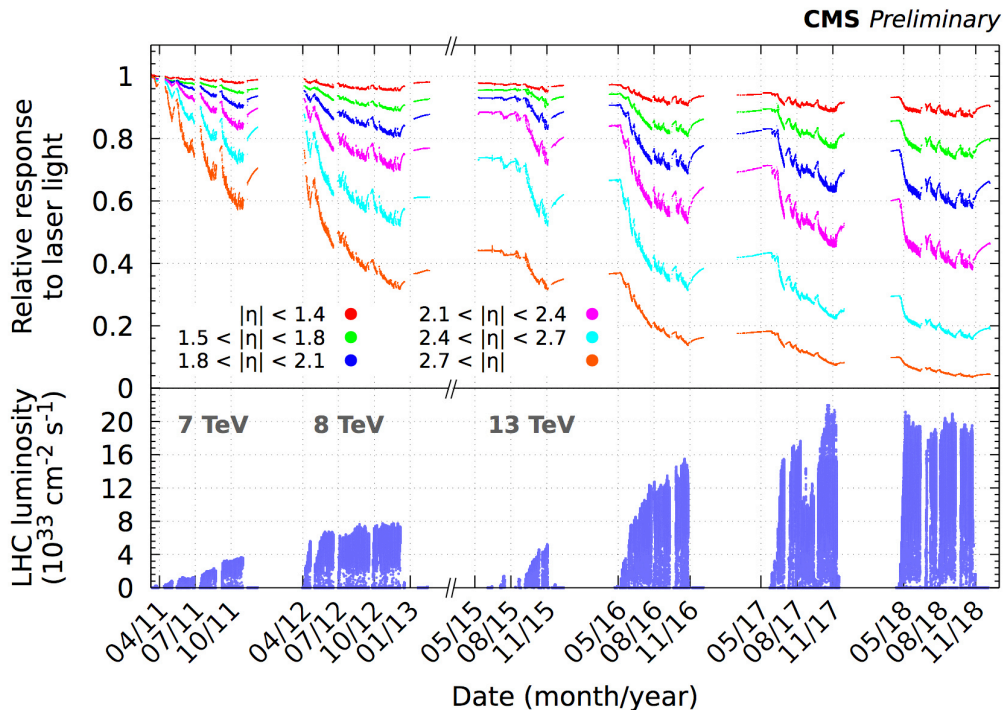 CMS Preliminary
Relative response
to laser light
1
0.8
0.6
0.4
0.2
0
|η| < 1.4
1.5 < |η| < 1.8
1.8 < |η| < 2.1
2.1 < |η| < 2.4
2.4 < |η| < 2.7
2.7 < |η|
LHC luminosity
(10³³ cm⁻² s⁻¹)
20
16
12
8
4
0
7 TeV
8 TeV
13 TeV
04/11
07/11
10/11
04/12
07/12
10/12
01/13
05/15
08/15
11/15
05/16
08/16
11/16
05/17
08/17
11/17
05/18
08/18
11/18
Date (month/year)